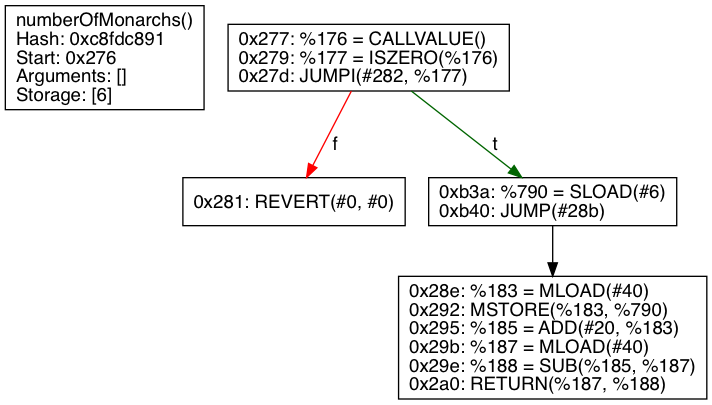 numberOfMonarchs()
Hash: 0xc8fdc891
Start: 0x276
Arguments: []
Storage: [6]
0x277: %176 = CALLVALUE()
0x279: %177 = ISZERO(%176)
0x27d: JUMPI(#282, %177)
f
t
0x281: REVERT(#0, #0)
0xb3a: %790 = SLOAD(#6)
0xb40: JUMP(#28b)
0x28e: %183 = MLOAD(#40)
0x292: MSTORE(%183, %790)
0x295: %185 = ADD(#20, %183)
0x29b: %187 = MLOAD(#40)
0x29e: %188 = SUB(%185, %187)
0x2a0: RETURN(%187, %188)